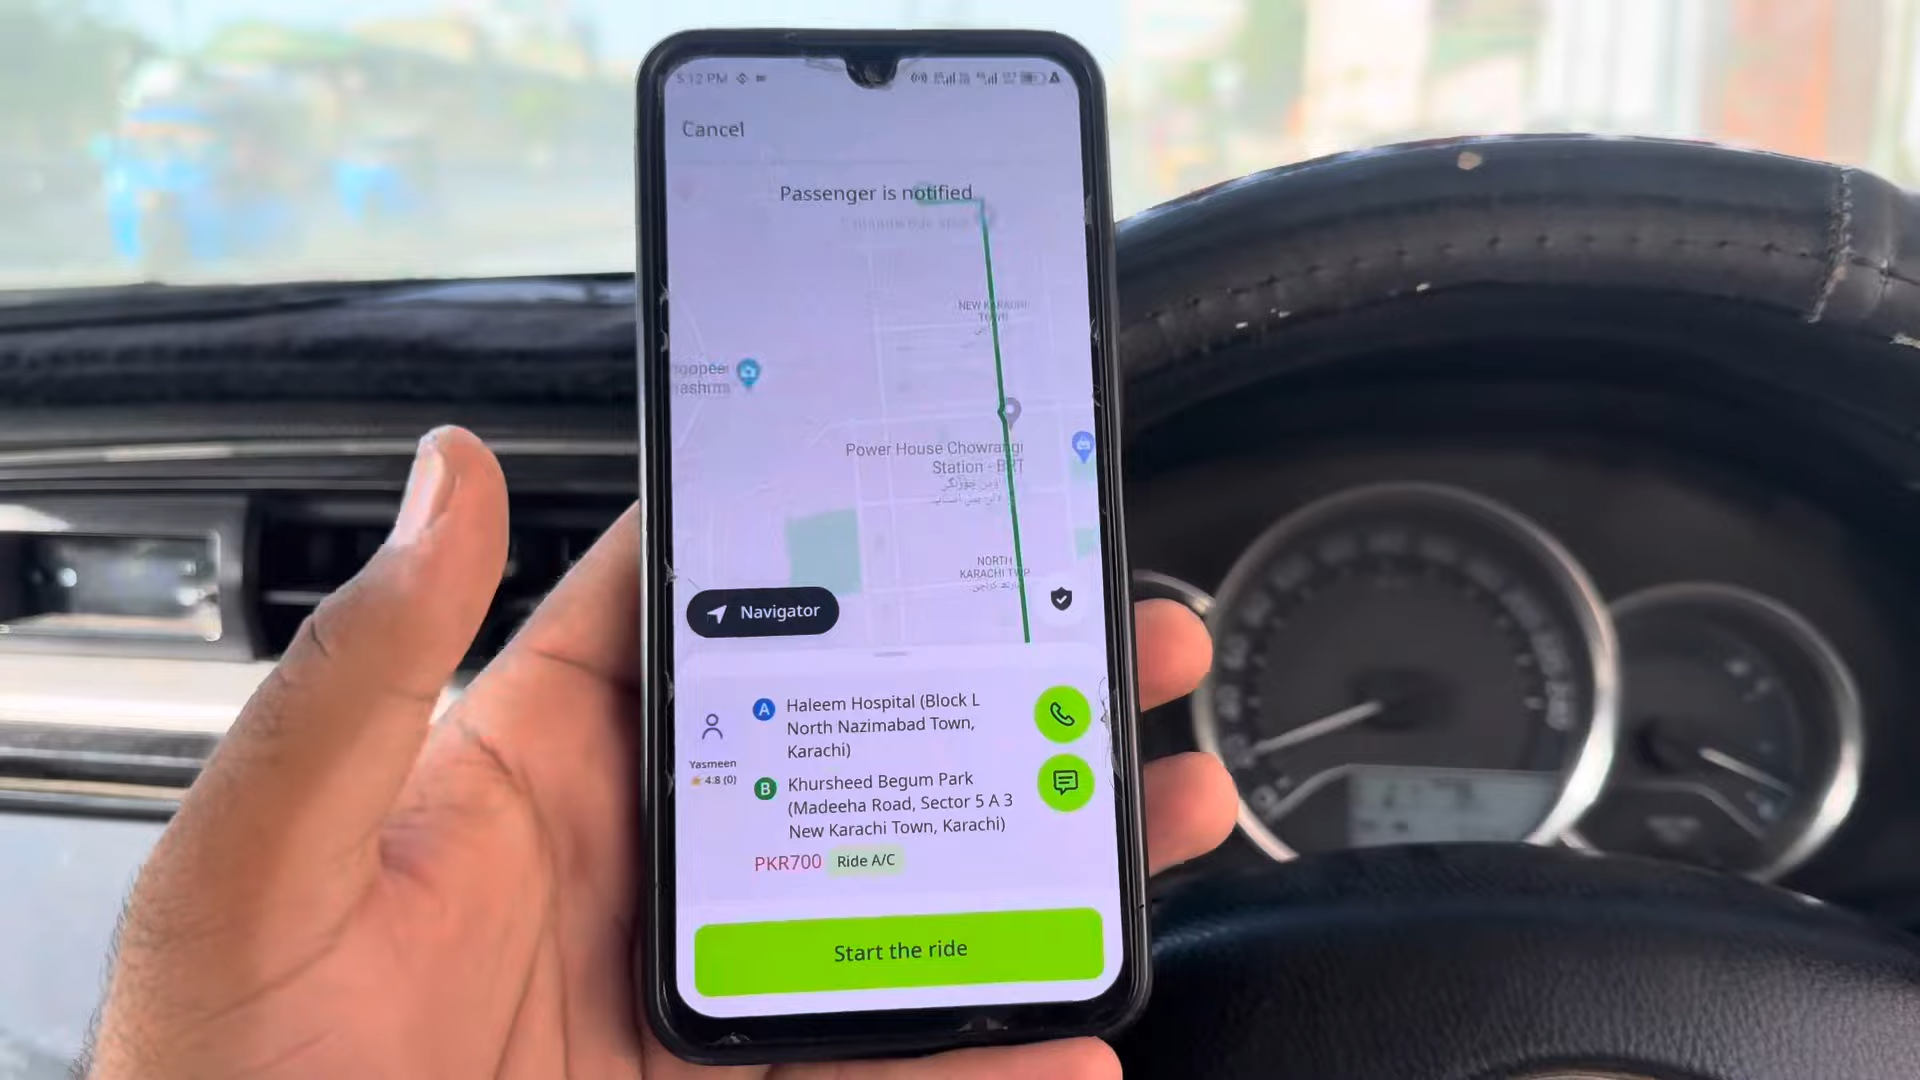 5:12 PM
Cancel
Passenger is notified
NEW KARACHI
TOWN
Power House Chowrangi
Station - BRT
NORTH
KARACHI TWP
Navigator
A Haleem Hospital (Block L
North Nazimabad Town,
Karachi)
Yasmeen
4.8 (0)
B Khursheed Begum Park
(Madeeha Road, Sector 5 A 3
New Karachi Town, Karachi)
PKR700 Ride A/C
Start the ride